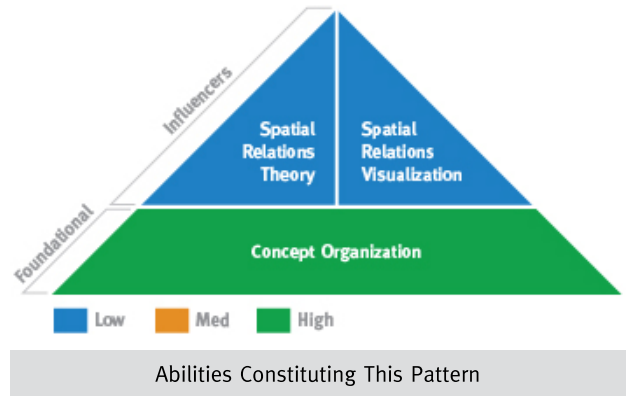 Influencers
Spatial
Relations
Theory
Spatial
Relations
Visualization
Foundational
Concept Organization
Low
Med
High
Abilities Constituting This Pattern